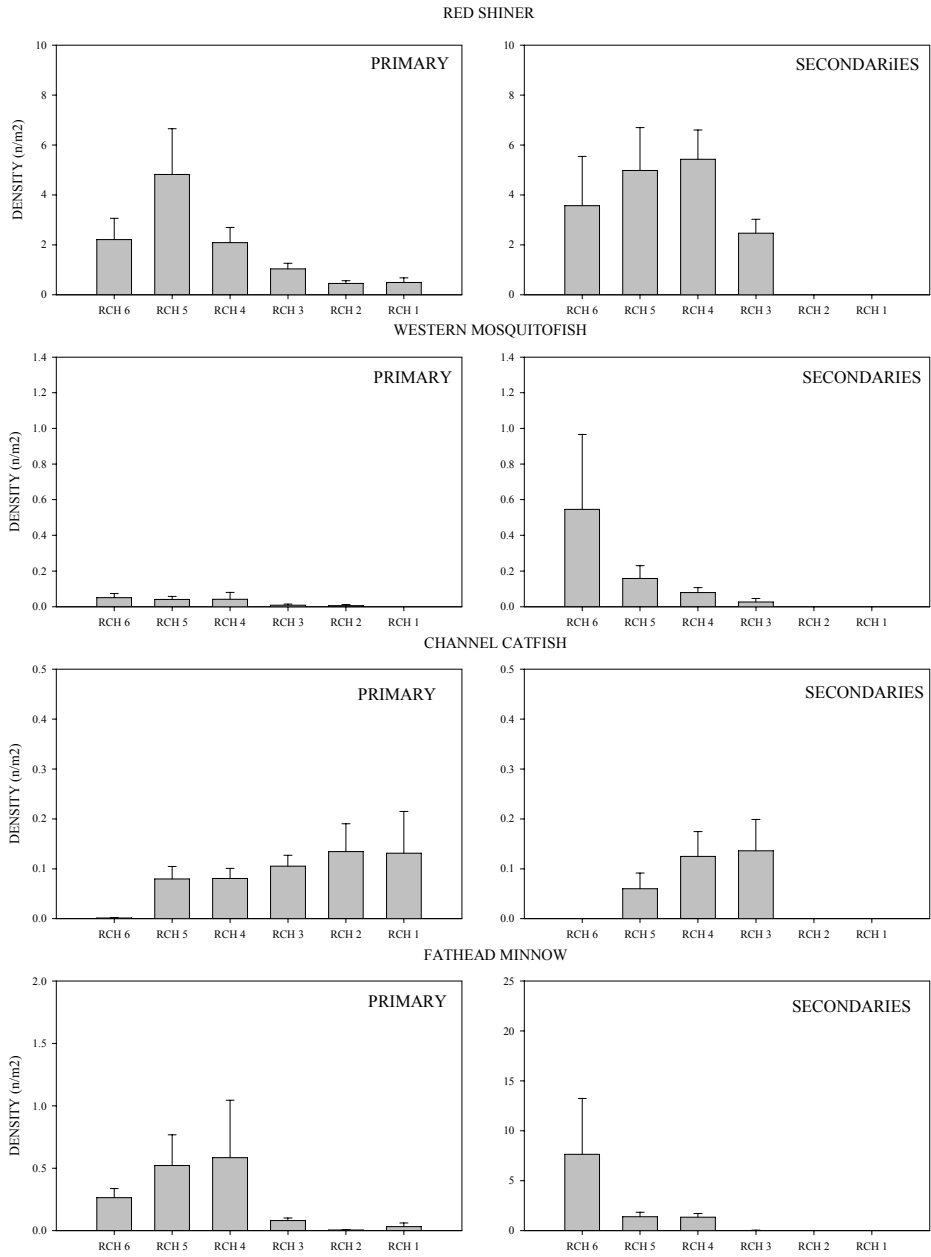 RED SHINER
PRIMARY
SECONDARiIES
DENSITY (n/m2)
10
8
6
4
2
0
RCH 6 RCH 5 RCH 4 RCH 3 RCH 2 RCH 1
10
8
6
4
2
0
RCH 6 RCH 5 RCH 4 RCH 3 RCH 2 RCH 1
WESTERN MOSQUITOFISH
PRIMARY
SECONDARIES
DENSITY (n/m2)
1.4
1.2
1.0
0.8
0.6
0.4
0.2
0.0
RCH 6 RCH 5 RCH 4 RCH 3 RCH 2 RCH 1
1.4
1.2
1.0
0.8
0.6
0.4
0.2
0.0
RCH 6 RCH 5 RCH 4 RCH 3 RCH 2 RCH 1
CHANNEL CATFISH
PRIMARY
SECONDARIES
DENSITY (n/m2)
0.5
0.4
0.3
0.2
0.1
0.0
RCH 6 RCH 5 RCH 4 RCH 3 RCH 2 RCH 1
0.5
0.4
0.3
0.2
0.1
0.0
RCH 6 RCH 5 RCH 4 RCH 3 RCH 2 RCH 1
FATHEAD MINNOW
PRIMARY
SECONDARIES
DENSITY (n/m2)
2.0
1.5
1.0
0.5
0.0
RCH 6 RCH 5 RCH 4 RCH 3 RCH 2 RCH 1
25
20
15
10
5
0
RCH 6 RCH 5 RCH 4 RCH 3 RCH 2 RCH 1